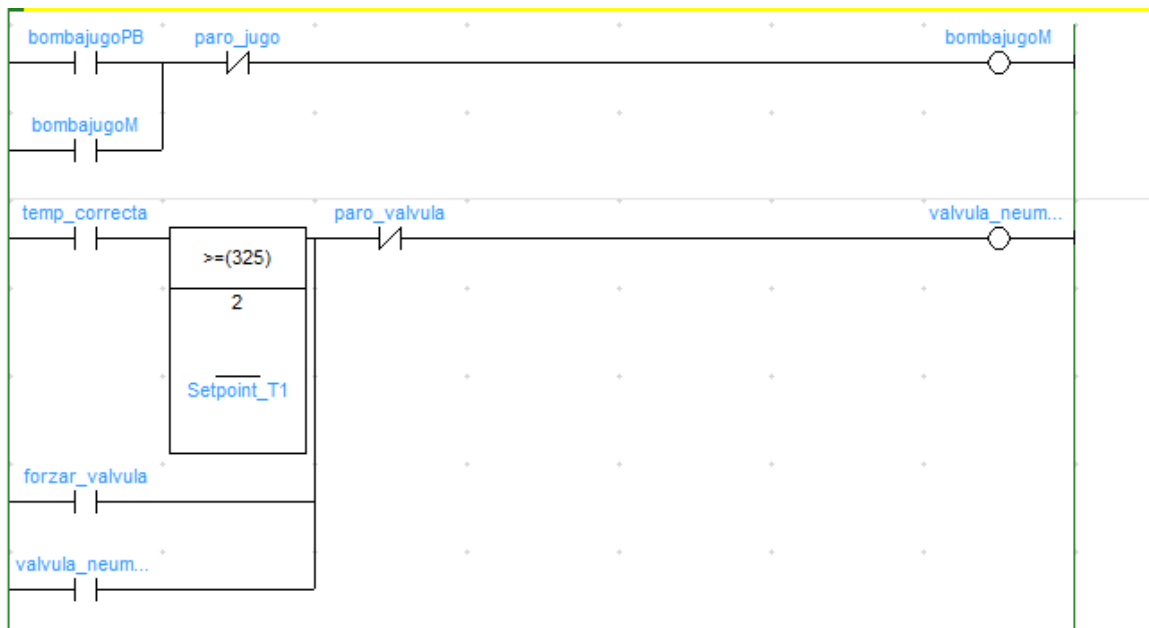 bombajugoPB paro_jugo bombajugoM
bombajugoM
temp_correcta paro_valvula valvula_neum...
>=(325)
2
Setpoint_T1
forzar_valvula
valvula_neum...